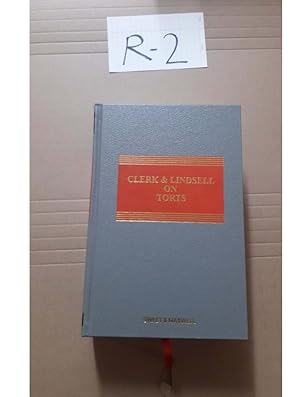 R-2
CLERK & LINDSELL
ON
TORTS
SWEET & MAXWELL